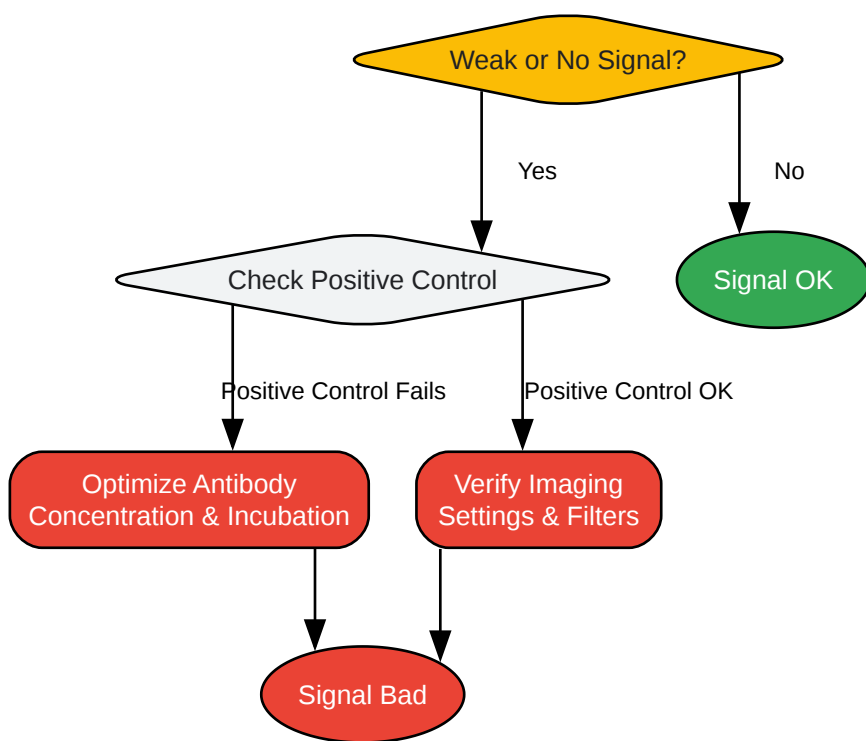 Weak or No Signal?
Yes
No
Check Positive Control
Signal OK
Positive Control Fails
Positive Control OK
Optimize Antibody
Concentration & Incubation
Verify Imaging
Settings & Filters
Signal Bad